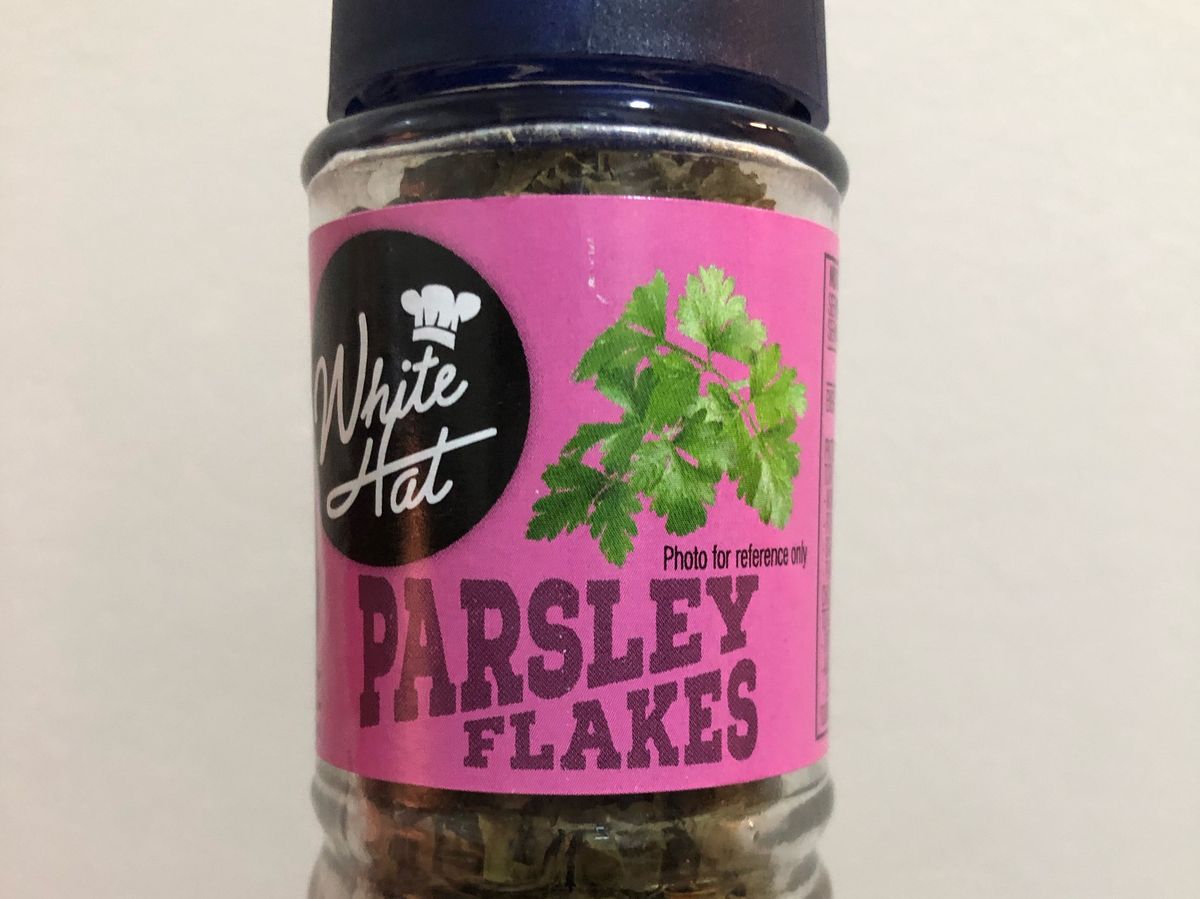 White
Hat
Photo for reference only
PARSLEY
FLAKES